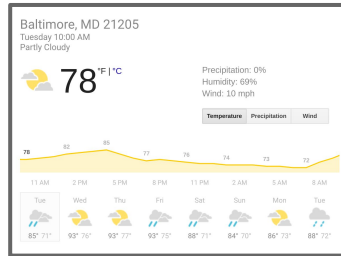 Baltimore, MD 21205
Tuesday 10:00 AM
Partly Cloudy
78 °F | °C
Precipitation: 0%
Humidity: 69%
Wind: 10 mph
Temperature Precipitation Wind
78 82 85 77 76 74 73 72
11 AM 2 PM 5 PM 8 PM 11 PM 2 AM 5 AM 8 AM
Tue Wed Thu Fri Sat Sun Mon Tue
85° 71° 93° 76° 93° 77° 93° 75° 88° 71° 84° 70° 86° 73° 88° 72°